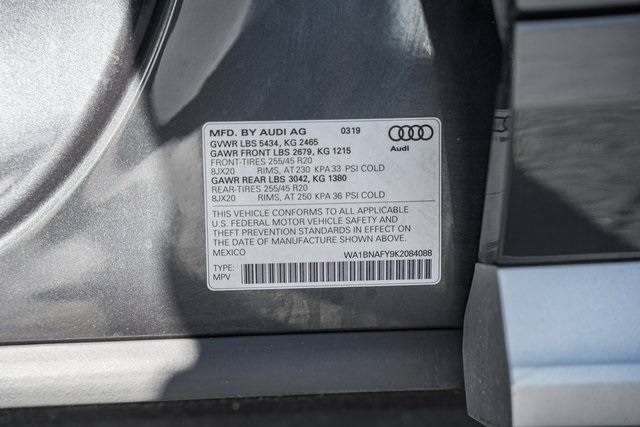 MFD. BY AUDI AG 0319
GVWR LBS 5434, KG 2465
GAWR FRONT LBS 2679, KG 1215
FRONT-TIRES 255/45 R20
8JX20 RIMS, AT 230 KPA 33 PSI COLD
GAWR REAR LBS 3042, KG 1380
REAR-TIRES 255/45 R20
8JX20 RIMS, AT 250 KPA 36 PSI COLD
Audi
THIS VEHICLE CONFORMS TO ALL APPLICABLE
U.S. FEDERAL MOTOR VEHICLE SAFETY AND
THEFT PREVENTION STANDARDS IN EFFECT ON
THE DATE OF MANUFACTURE SHOWN ABOVE.
MEXICO WA1BNAFY9K2084088
TYPE:
MPV